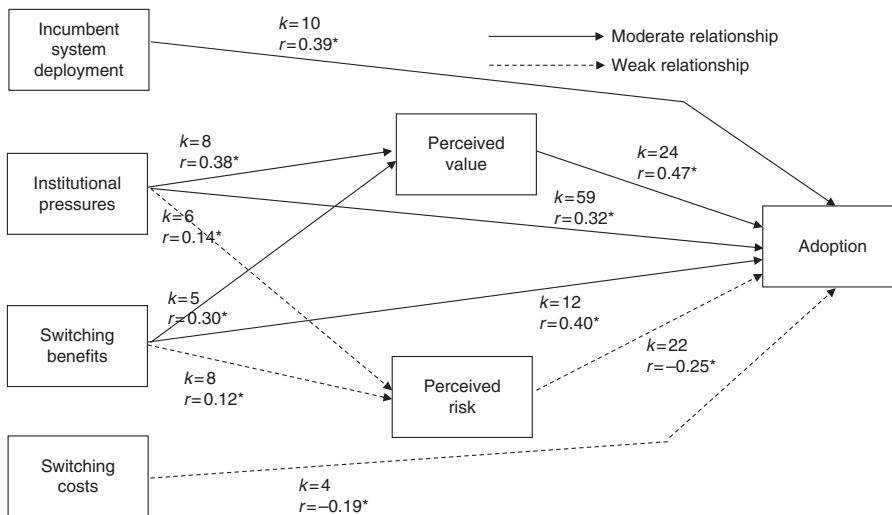 Incumbent
system
deployment
k=10
r=0.39*
Moderate relationship
Weak relationship
Institutional
pressures
k=8
r=0.38*
Perceived
value
k=24
r=0.47*
k=59
r=0.32*
k=6
r=0.14*
Adoption
Switching
benefits
k=5
r=0.30*
k=12
r=0.40*
k=8
r=0.12*
Perceived
risk
k=22
r=−0.25*
Switching
costs
k=4
r=−0.19*